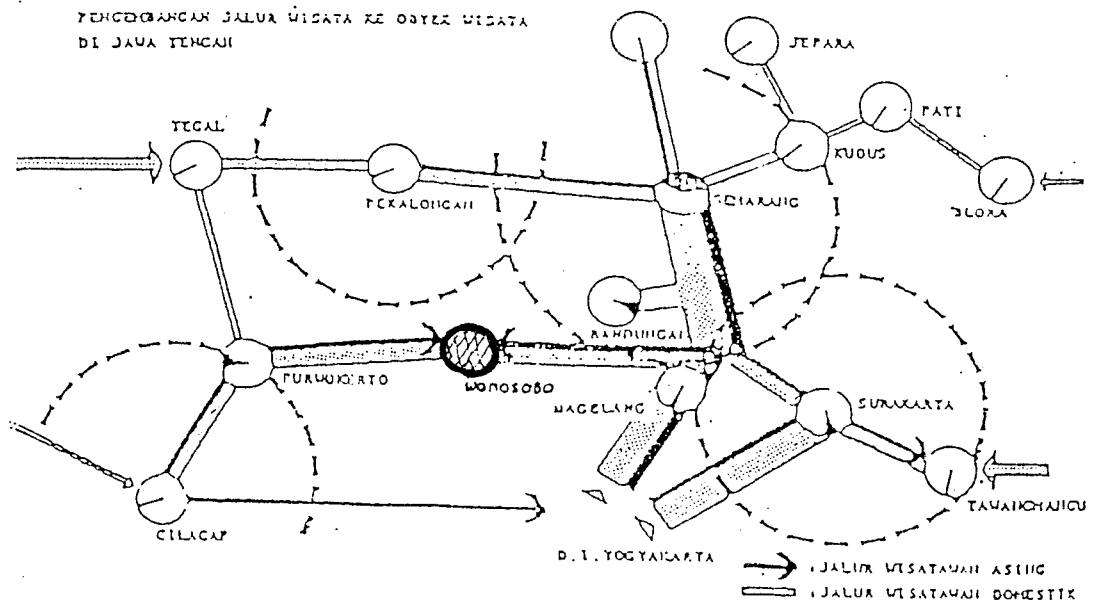 PENGEMBANGAN JALUR WISATA KE OBYEK WISATA
DI JAWA TENGAH
JEPARA
PATI
TEGAL
KUDUS
PEKALONGAN
SEMARANG
BLORA
BANDUNGAN
PURWOKERTO
WONOSOBO
MAGELANG
SURAKARTA
TAWANGMANGU
CILACAP
D.I.YOGYAKARTA
:JALUR WISATAWAN ASING
:JALUR WISATAWAN DOMESTIK